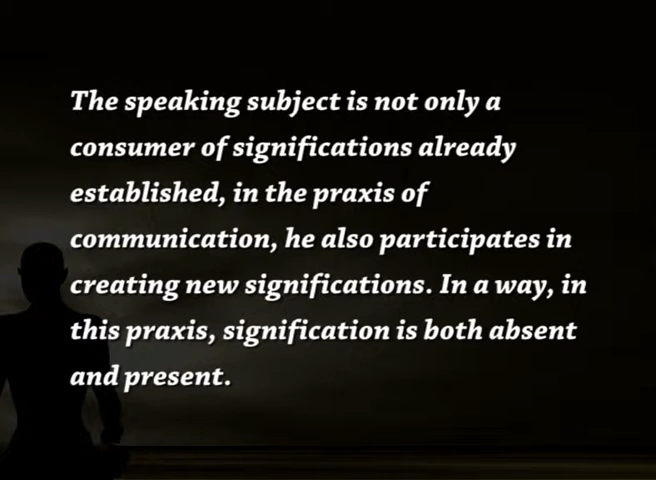 The speaking subject is not only a
consumer of significations already
established, in the praxis of
communication, he also participates in
creating new significations. In a way, in
this praxis, signification is both absent
and present.